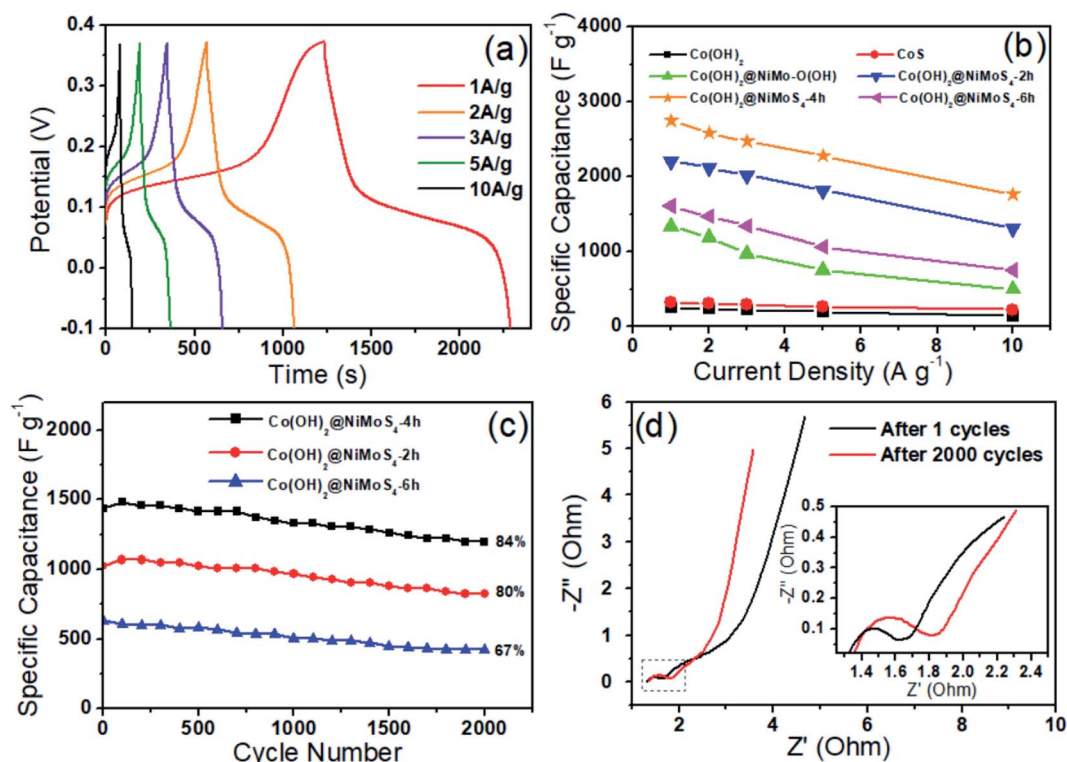 (a)
Potential (V)
0.4
0.3
0.2
0.1
0.0
-0.1
1A/g
2A/g
3A/g
5A/g
10A/g
0 500 1000 1500 2000
Time (s)
(b)
Specific Capacitance (F g⁻¹)
4000
3000
2000
1000
0
Co(OH)₂ CoS
Co(OH)₂@NiMo-O(OH) Co(OH)₂@NiMoS₄-2h
Co(OH)₂@NiMoS₄-4h Co(OH)₂@NiMoS₄-6h
0 2 4 6 8 10
Current Density (A g⁻¹)
(c)
Specific Capacitance (F g⁻¹)
2000
1500
1000
500
0
Co(OH)₂@NiMoS₄-4h
Co(OH)₂@NiMoS₄-2h
Co(OH)₂@NiMoS₄-6h
84%
80%
67%
0 500 1000 1500 2000
Cycle Number
(d)
-Z" (Ohm)
6
5
4
3
2
1
0
After 1 cycles
After 2000 cycles
-Z" (Ohm)
0.5
0.4
0.3
0.2
0.1
1.4 1.6 1.8 2.0 2.2 2.4
Z' (Ohm)
2 4 6 8 10
Z' (Ohm)